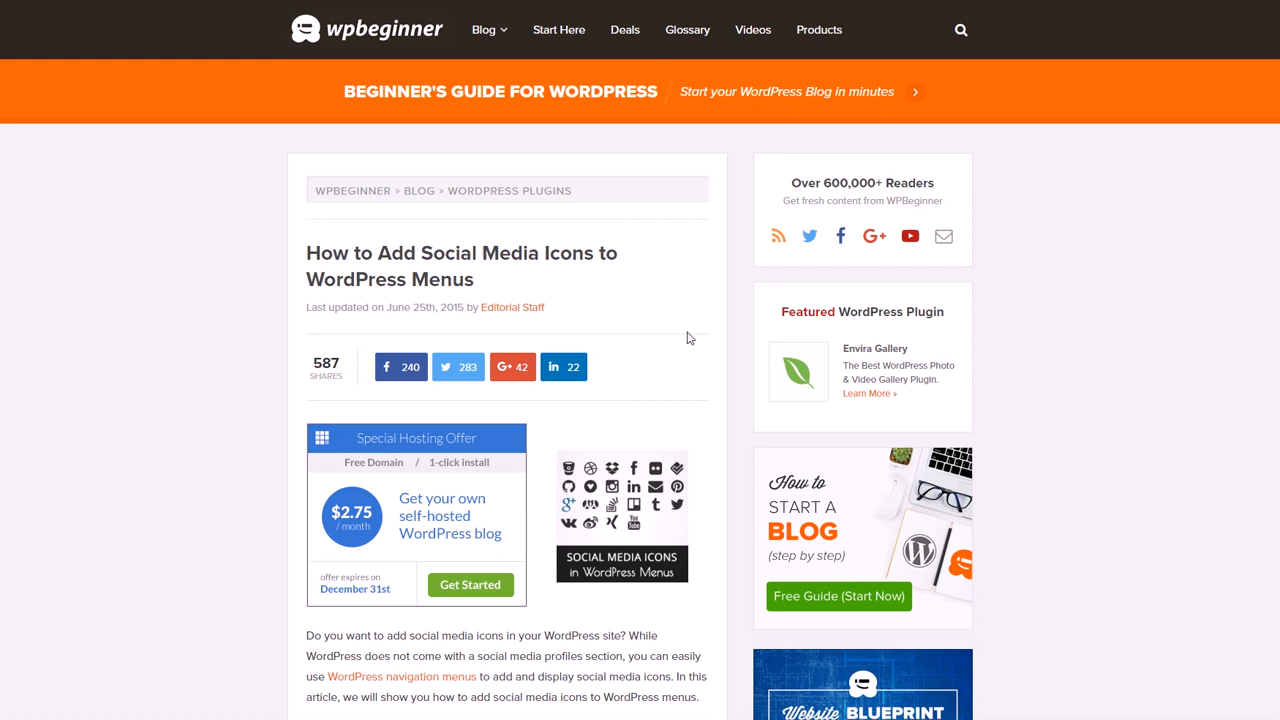 wpbeginner
Blog
Start Here
Deals
Glossary
Videos
Products
BEGINNER'S GUIDE FOR WORDPRESS
Start your WordPress Blog in minutes
WPBEGINNER » BLOG » WORDPRESS PLUGINS
How to Add Social Media Icons to
WordPress Menus
Last updated on June 25th, 2015 by Editorial Staff
587
SHARES
240
283
G+ 42
in 22
Special Hosting Offer
Free Domain / 1-click install
$2.75
/ month
Get your own
self-hosted
WordPress blog
offer expires on
December 31st
Get Started
SOCIAL MEDIA ICONS
in WordPress Menus
Do you want to add social media icons in your WordPress site? While
WordPress does not come with a social media profiles section, you can easily
use WordPress navigation menus to add and display social media icons. In this
article, we will show you how to add social media icons to WordPress menus.
Over 600,000+ Readers
Get fresh content from WPBeginner
Featured WordPress Plugin
Envira Gallery
The Best WordPress Photo
& Video Gallery Plugin.
Learn More »
How to
START A
BLOG
(step by step)
Free Guide (Start Now)
Website BLUEPRINT